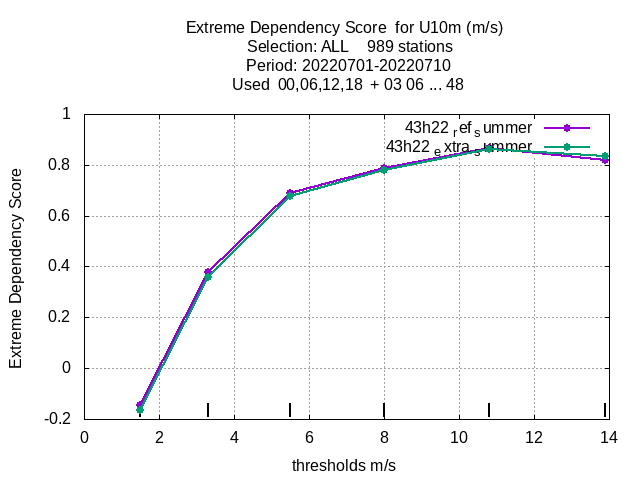 Extreme Dependency Score  for U10m (m/s)
Selection: ALL    989 stations
Period: 20220701-20220710
Used  00,06,12,18  + 03 06 ... 48
43h22 ref summer
43h22 extra summer
Extreme Dependency Score
1
0.8
0.6
0.4
0.2
0
-0.2
0 2 4 6 8 10 12 14
thresholds m/s